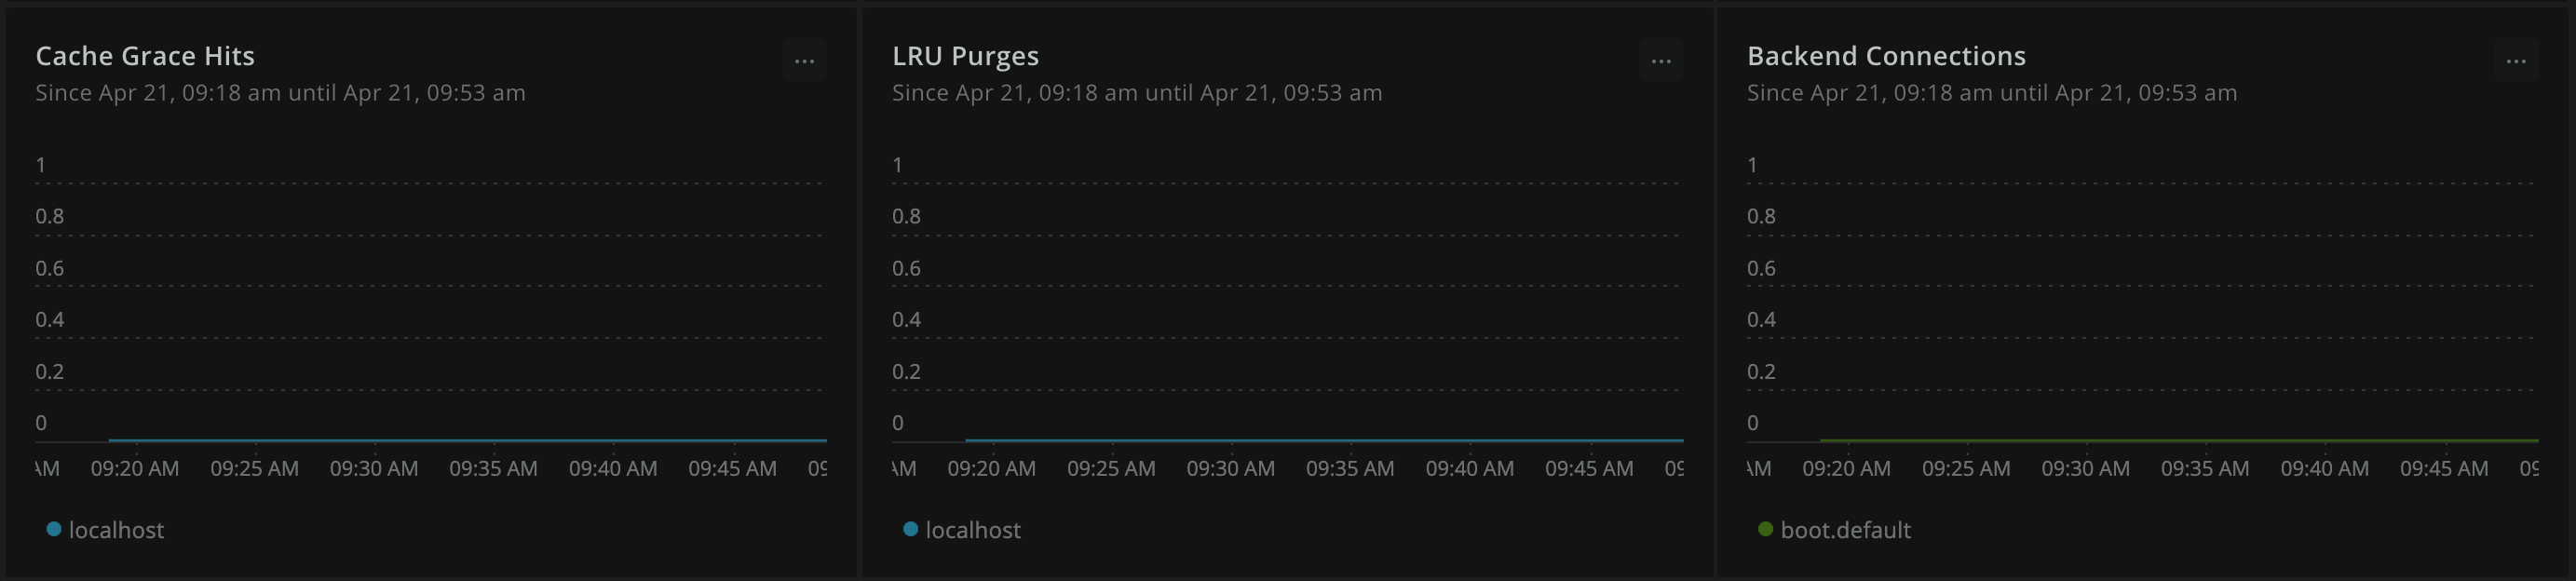 Cache Grace Hits
...
Since Apr 21, 09:18 am until Apr 21, 09:53 am
1
0.8
0.6
0.4
0.2
0
AM 09:20 AM 09:25 AM 09:30 AM 09:35 AM 09:40 AM 09:45 AM 09
localhost
LRU Purges
...
Since Apr 21, 09:18 am until Apr 21, 09:53 am
1
0.8
0.6
0.4
0.2
0
AM 09:20 AM 09:25 AM 09:30 AM 09:35 AM 09:40 AM 09:45 AM 09
localhost
Backend Connections
...
Since Apr 21, 09:18 am until Apr 21, 09:53 am
1
0.8
0.6
0.4
0.2
0
AM 09:20 AM 09:25 AM 09:30 AM 09:35 AM 09:40 AM 09:45 AM 09
boot.default